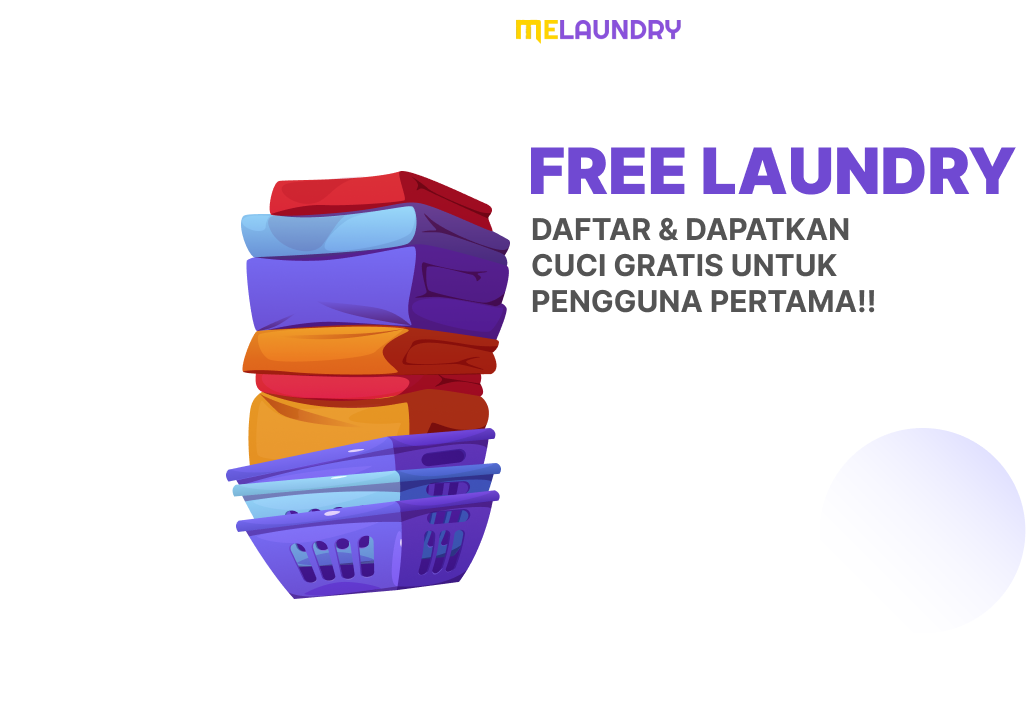 MELAUNDRY
FREE LAUNDRY
DAFTAR & DAPATKAN
CUCI GRATIS UNTUK
PENGGUNA PERTAMA!!